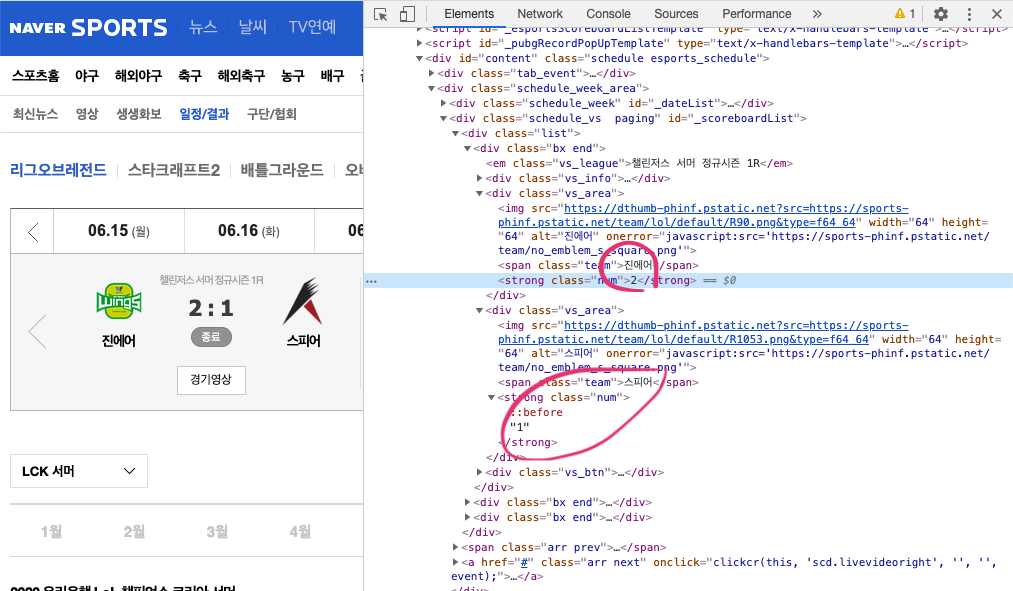 NAVER SPORTS 뉴스 날씨 TV연예
스포츠홈 야구 해외야구 축구 해외축구 농구 배구
최신뉴스 영상 생생화보 일정/결과 구단/협회
리그오브레전드 스타크래프트2 배틀그라운드 오버
06.15 (월) 06.16 (화) 06
챌린저스 서머 정규시즌 1R
2 : 1
종료
진에어 스피어
경기영상
LCK 서머
1월 2월 3월 4월
2020 우리은행 LoL 챔피언스 코리아 서머
Elements Network Console Sources Performance » 1
<script id="_esportsScoreboardListTemplate" type="text/x-handlebars-template">…</script>
<script id="_pubgRecordPopUpTemplate" type="text/x-handlebars-template">…</script>
<div id="content" class="schedule esports_schedule">
<div class="tab_event">…</div>
<div class="schedule_week_area">
<div class="schedule_week" id="_dateList">…</div>
<div class="schedule_vs  paging" id="_scoreboardList">
<div class="list">
<div class="bx end">
<em class="vs_league">챌린저스 서머 정규시즌 1R</em>
<div class="vs_info">…</div>
<div class="vs_area">
<img src="https://dthumb-phinf.pstatic.net?src=https://sports-
phinf.pstatic.net/team/lol/default/R90.png&type=f64_64" width="64" height=
"64" alt="진에어" onerror="javascript:src='https://sports-phinf.pstatic.net/
team/no_emblem_s_square.png'">
<span class="team">진에어</span>
… <strong class="num">2</strong> == $0
</div>
<div class="vs_area">
<img src="https://dthumb-phinf.pstatic.net?src=https://sports-
phinf.pstatic.net/team/lol/default/R1053.png&type=f64_64" width="64" height=
"64" alt="스피어" onerror="javascript:src='https://sports-phinf.pstatic.net/
team/no_emblem_s_square.png'">
<span class="team">스피어</span>
<strong class="num">
::before
"1"
</strong>
</div>
<div class="vs_btn">…</div>
</div>
<div class="bx end">…</div>
<div class="bx end">…</div>
</div>
<span class="arr prev">…</span>
<a href="#" class="arr next" onclick="clickcr(this, 'scd.livevideoright', '', '',
event);">…</a>
</div>